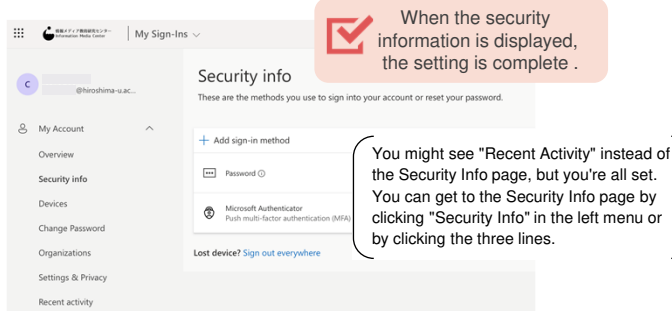 When the security
information is displayed,
the setting is complete .
Information Media Center
My Sign-Ins
Security info
These are the methods you use to sign into your account or reset your password.
C
@hiroshima-u.ac...
My Account
Overview
Security info
Devices
Change Password
Organizations
Settings & Privacy
Recent activity
+ Add sign-in method
Password
Microsoft Authenticator
Push multi-factor authentication (MFA)
Lost device? Sign out everywhere
You might see "Recent Activity" instead of
the Security Info page, but you're all set.
You can get to the Security Info page by
clicking "Security Info" in the left menu or
by clicking the three lines.